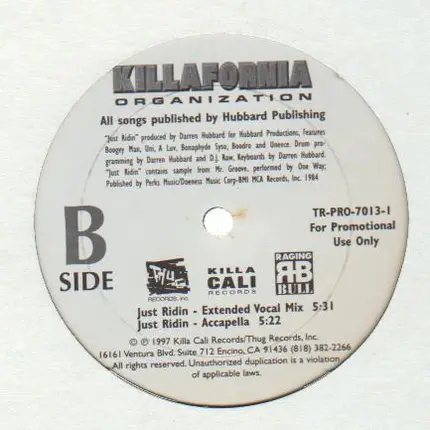 KILLAFORNIA
ORGANIZATION
All songs published by Hubbard Publishing
"Just Ridin" produced by Darren Hubbard for Hubbard Productions, Features
Boogey Man, Uni, A Luv, Bonaphyde Syso, Boodro and Uneece. Drum pro-
gramming by Darren Hubbard and D.J. Raw, Keyboards by Darren Hubbard.
"Just Ridin" contains sample from Mr. Groove, performed by One Way;
Published by Perks Music/Doeness Music Corp-BMI MCA Records, Inc. 1984
B
SIDE
TR-PRO-7013-1
For Promotional
Use Only
THUG
RECORDS, inc.
KILLA
CALI
RECORDS
RAGING
RB
BULL
Just Ridin - Extended Vocal Mix 5:31
Just Ridin - Accapella 5:22
© ℗ 1997 Killa Cali Records/Thug Records, Inc.
16161 Ventura Blvd. Suite 712 Encino, CA 91436 (818) 382-2266
All rights reserved. Unauthorized duplication is a violation
of applicable laws.